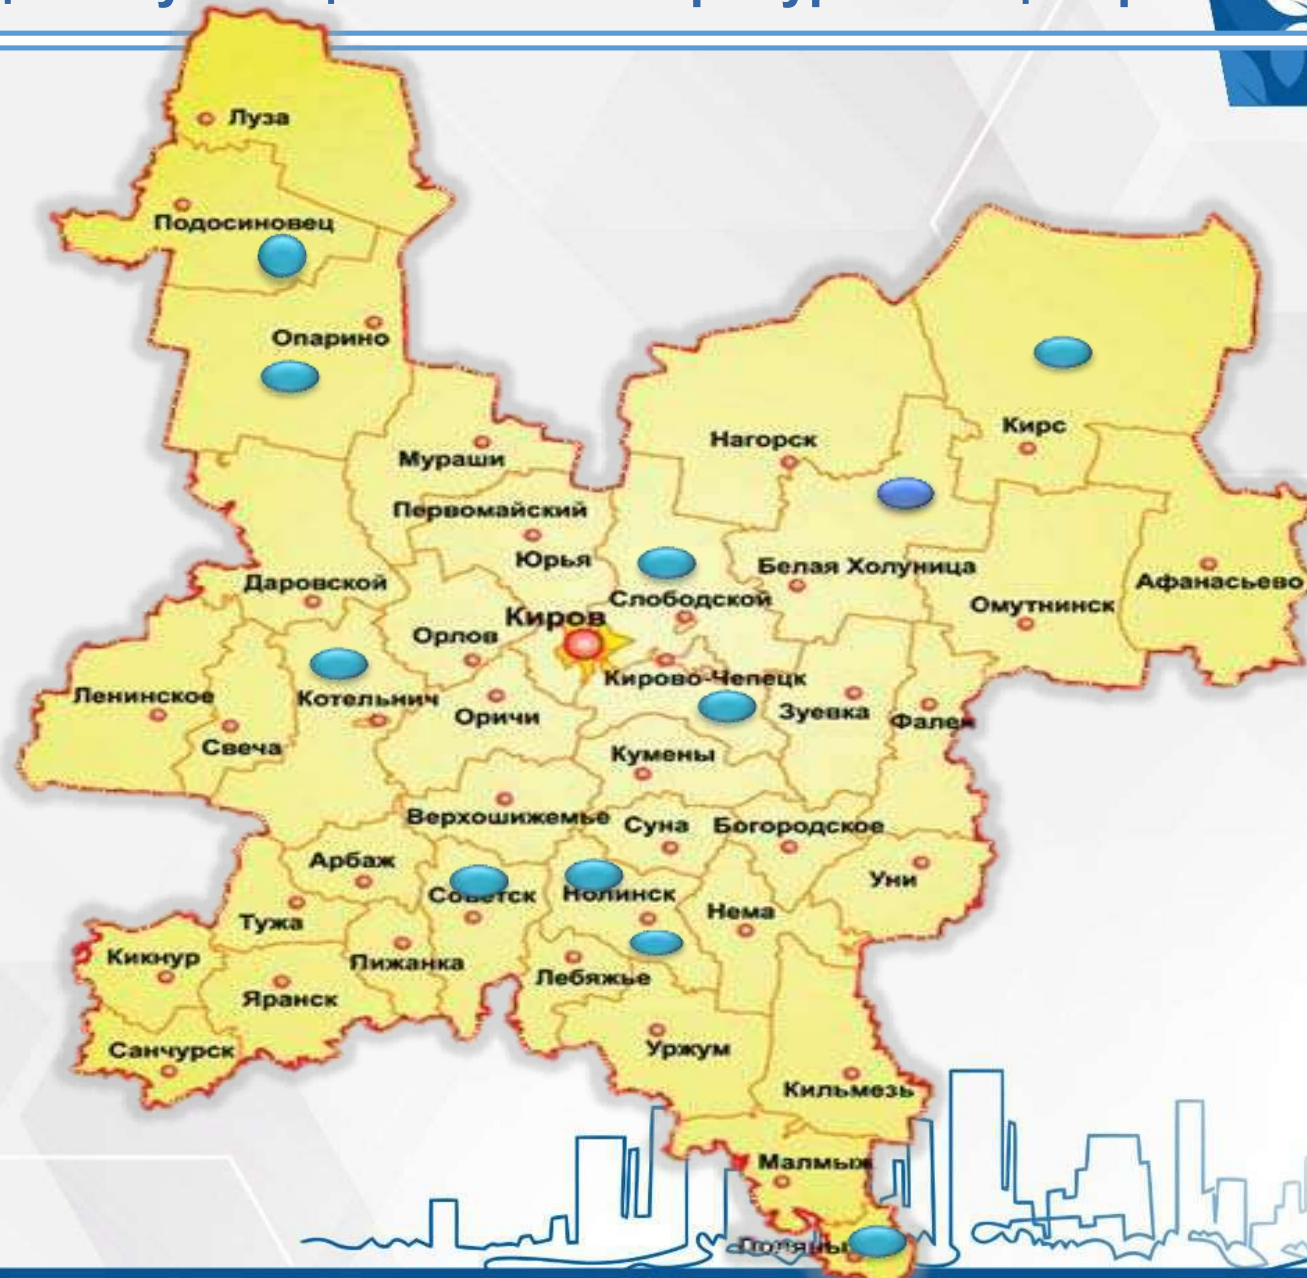 Луза
Подосиновец
Опарино
Кирс
Нагорск
Мураши
Первомайский
Юрья
Белая Холуница
Даровской
Афанасьево
Слободской
Омутнинск
Киров
Орлов
Кирово-Чепецк
Ленинское
Котельнич
Оричи
Зуевка
Фален
Свеча
Кумены
Верхошижемье
Суна
Богородское
Арбаж
Уни
Советск
Нолинск
Нема
Тужа
Кикнур
Пижанка
Лебяжье
Яранск
Санчурск
Уржум
Кильмезь
Малмыж